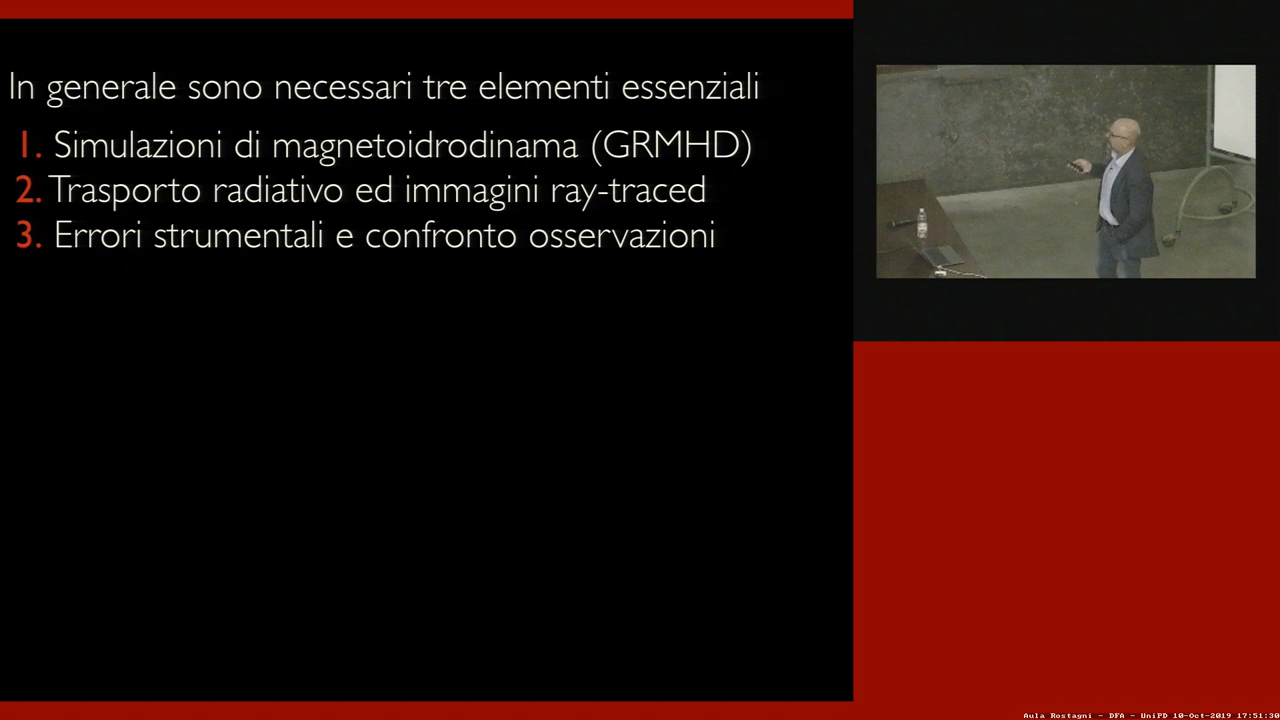 In generale sono necessari tre elementi essenziali
1. Simulazioni di magnetoidrodinama (GRMHD)
2. Trasporto radiativo ed immagini ray-traced
3. Errori strumentali e confronto osservazioni
Aula Rostagni - DFA - UniPD 10-Oct-2019 17:51:30